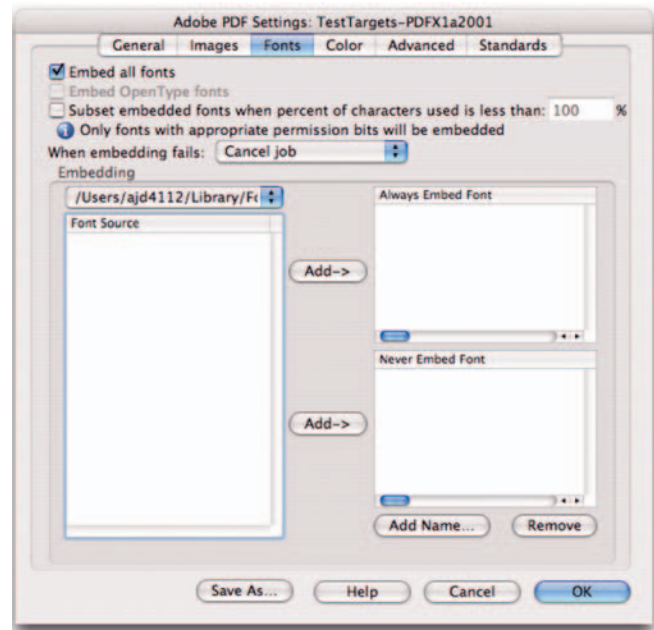 Adobe PDF Settings: TestTargets-PDFX1a2001
General Images Fonts Color Advanced Standards
Embed all fonts
Embed OpenType fonts
Subset embedded fonts when percent of characters used is less than: 100 %
Only fonts with appropriate permission bits will be embedded
When embedding fails: Cancel job
Embedding
/Users/ajd4112/Library/Fo
Font Source
Always Embed Font
Add->
Never Embed Font
Add->
Add Name... Remove
Save As... Help Cancel OK